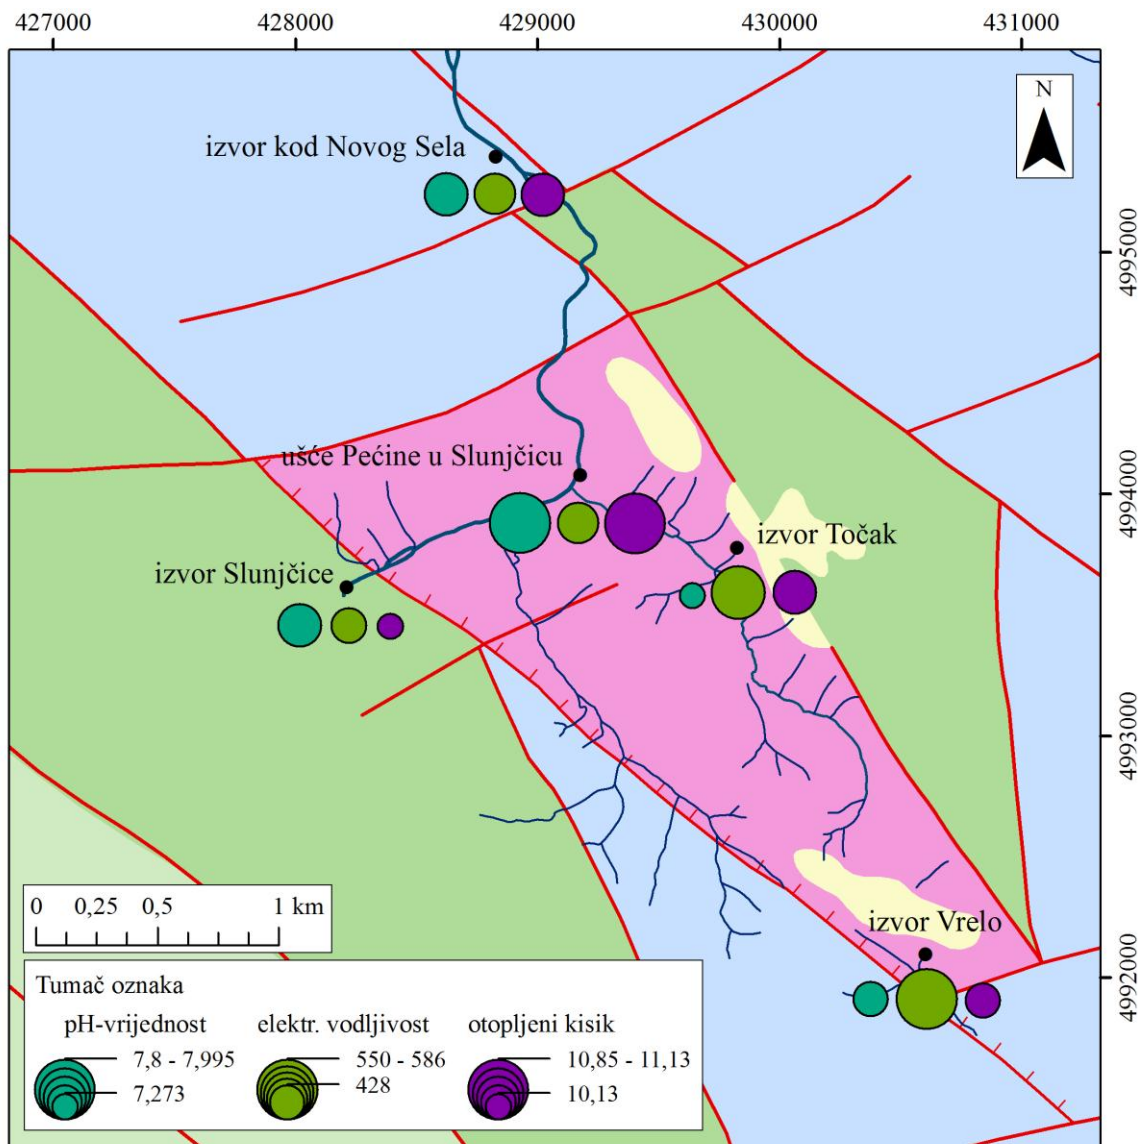 427000 428000 429000 430000 431000
N
izvor kod Novog Sela
4995000
ušće Pećine u Slunjčicu
4994000
izvor Točak
izvor Slunjčice
4993000
izvor Vrelo
4992000
0 0,25 0,5 1 km
Tumač oznaka
pH-vrijednost elektr. vodljivost otopljeni kisik
7,8 - 7,995 550 - 586 10,85 - 11,13
7,273 428 10,13